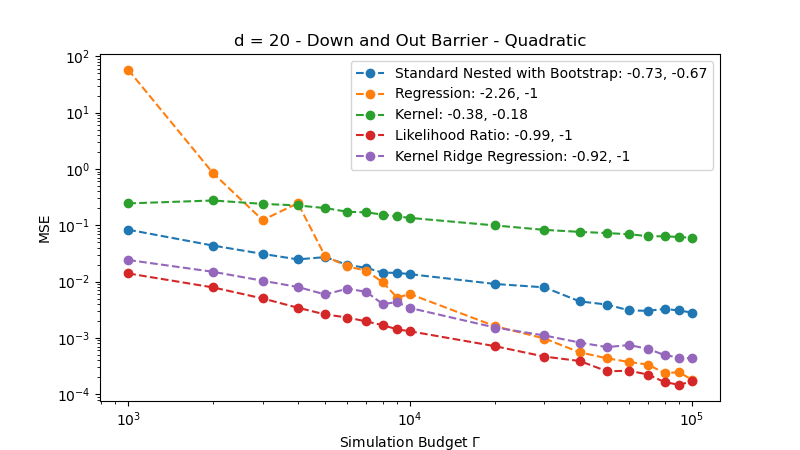 d = 20 - Down and Out Barrier - Quadratic
Standard Nested with Bootstrap: -0.73, -0.67
Regression: -2.26, -1
Kernel: -0.38, -0.18
Likelihood Ratio: -0.99, -1
Kernel Ridge Regression: -0.92, -1
MSE
10²
10¹
10⁰
10⁻¹
10⁻²
10⁻³
10⁻⁴
10³
10⁴
10⁵
Simulation Budget Γ